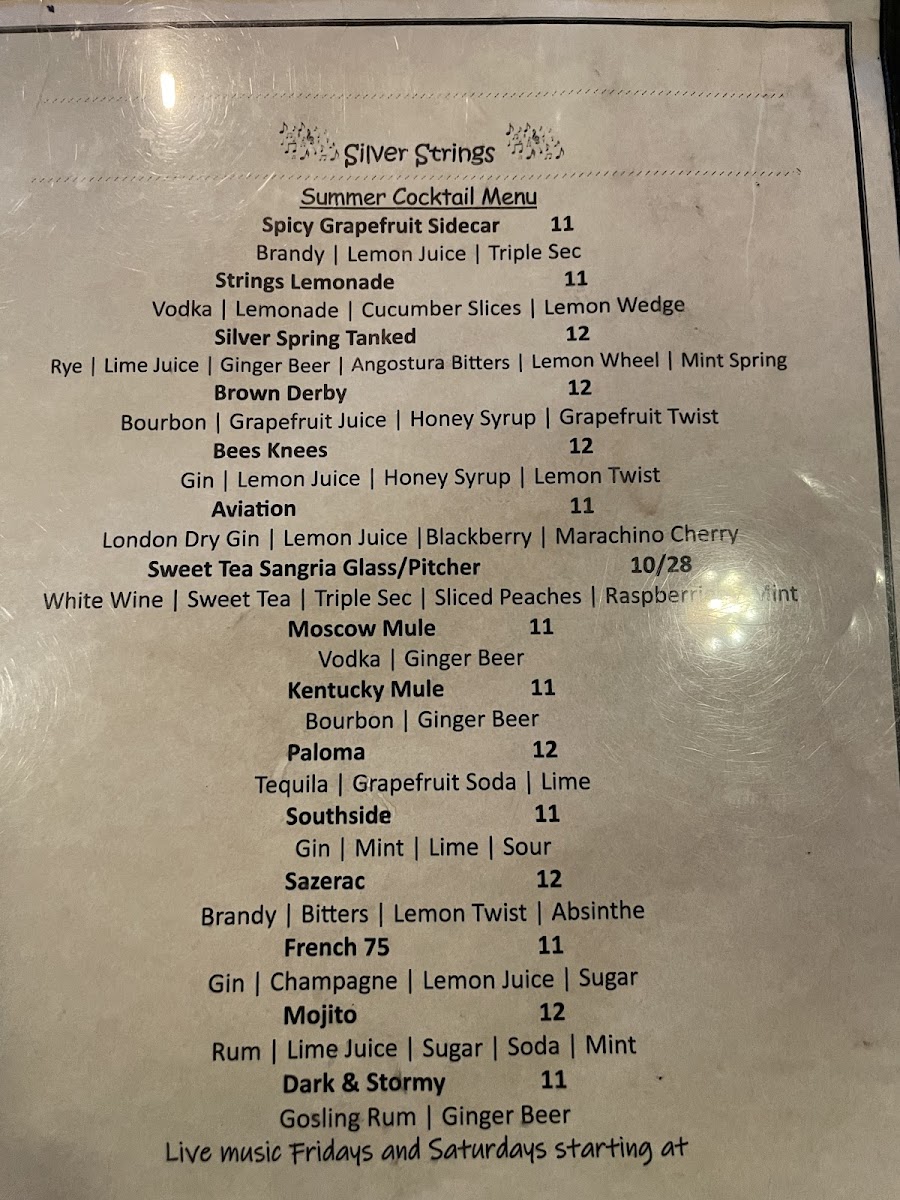 Silver Strings
Summer Cocktail Menu
Spicy Grapefruit Sidecar 11
Brandy | Lemon Juice | Triple Sec
Strings Lemonade 11
Vodka | Lemonade | Cucumber Slices | Lemon Wedge
Silver Spring Tanked 12
Rye | Lime Juice | Ginger Beer | Angostura Bitters | Lemon Wheel | Mint Spring
Brown Derby 12
Bourbon | Grapefruit Juice | Honey Syrup | Grapefruit Twist
Bees Knees 12
Gin | Lemon Juice | Honey Syrup | Lemon Twist
Aviation 11
London Dry Gin | Lemon Juice |Blackberry | Marachino Cherry
Sweet Tea Sangria Glass/Pitcher 10/28
White Wine | Sweet Tea | Triple Sec | Sliced Peaches | Mint
Moscow Mule 11
Vodka | Ginger Beer
Kentucky Mule 11
Bourbon | Ginger Beer
Paloma 12
Tequila | Grapefruit Soda | Lime
Southside 11
Gin | Mint | Lime | Sour
Sazerac 12
Brandy | Bitters | Lemon Twist | Absinthe
French 75 11
Gin | Champagne | Lemon Juice | Sugar
Mojito 12
Rum | Lime Juice | Sugar | Soda | Mint
Dark & Stormy 11
Gosling Rum | Ginger Beer
Live music Fridays and Saturdays starting at